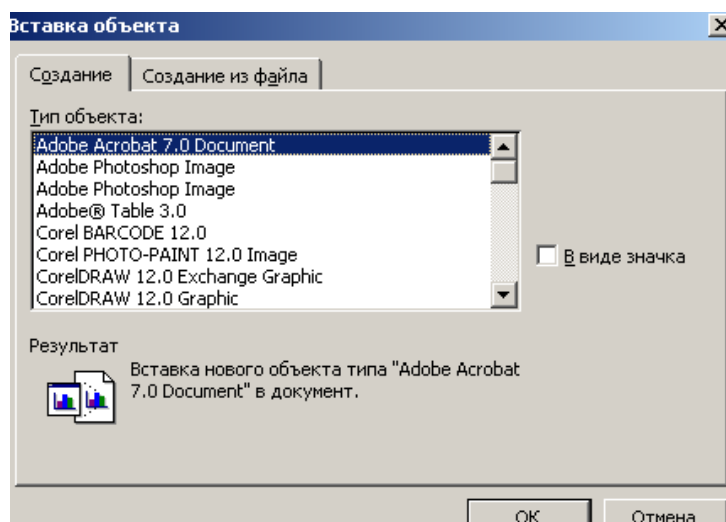 Вставка объекта
Создание
Создание из файла
Тип объекта:
Adobe Acrobat 7.0 Document
Adobe Photoshop Image
Adobe Photoshop Image
Adobe® Table 3.0
Corel BARCODE 12.0
Corel PHOTO-PAINT 12.0 Image
CorelDRAW 12.0 Exchange Graphic
CorelDRAW 12.0 Graphic
В виде значка
Результат
Вставка нового объекта типа "Adobe Acrobat
7.0 Document" в документ.
ОК
Отмена